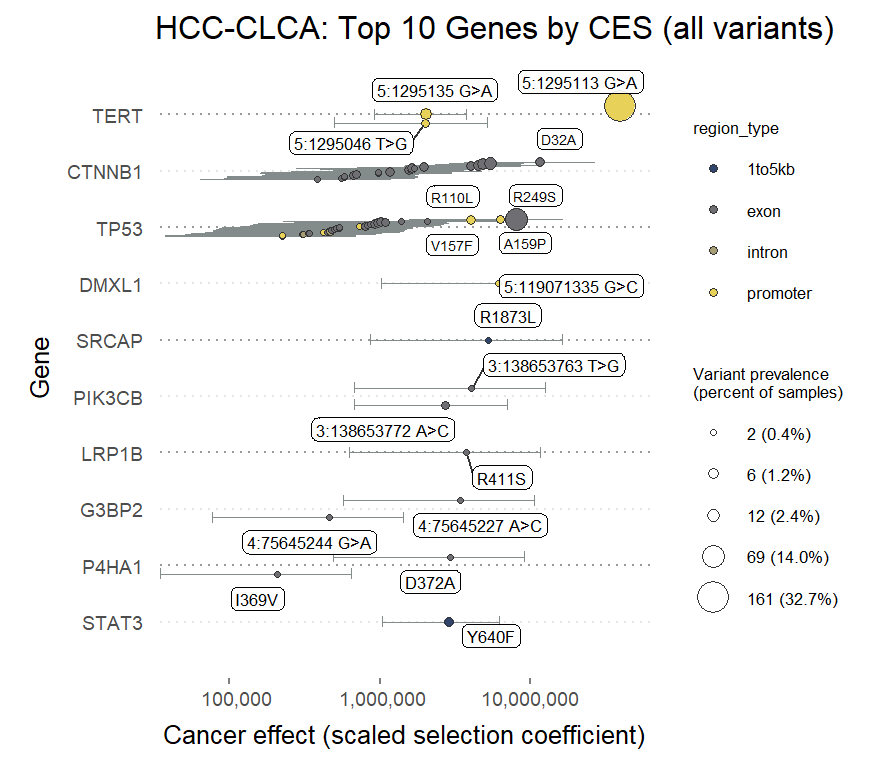 HCC-CLCA: Top 10 Genes by CES (all variants)
5:1295135 G>A
5:1295113 G>A
TERT
5:1295046 T>G
D32A
CTNNB1
R110L
R249S
TP53
V157F
A159P
DMXL1
5:119071335 G>C
R1873L
SRCAP
3:138653763 T>G
PIK3CB
3:138653772 A>C
LRP1B
R411S
G3BP2
4:75645227 A>C
4:75645244 G>A
P4HA1
D372A
I369V
STAT3
Y640F
Gene
100,000
1,000,000
10,000,000
Cancer effect (scaled selection coefficient)
region_type
1to5kb
exon
intron
promoter
Variant prevalence
(percent of samples)
2 (0.4%)
6 (1.2%)
12 (2.4%)
69 (14.0%)
161 (32.7%)